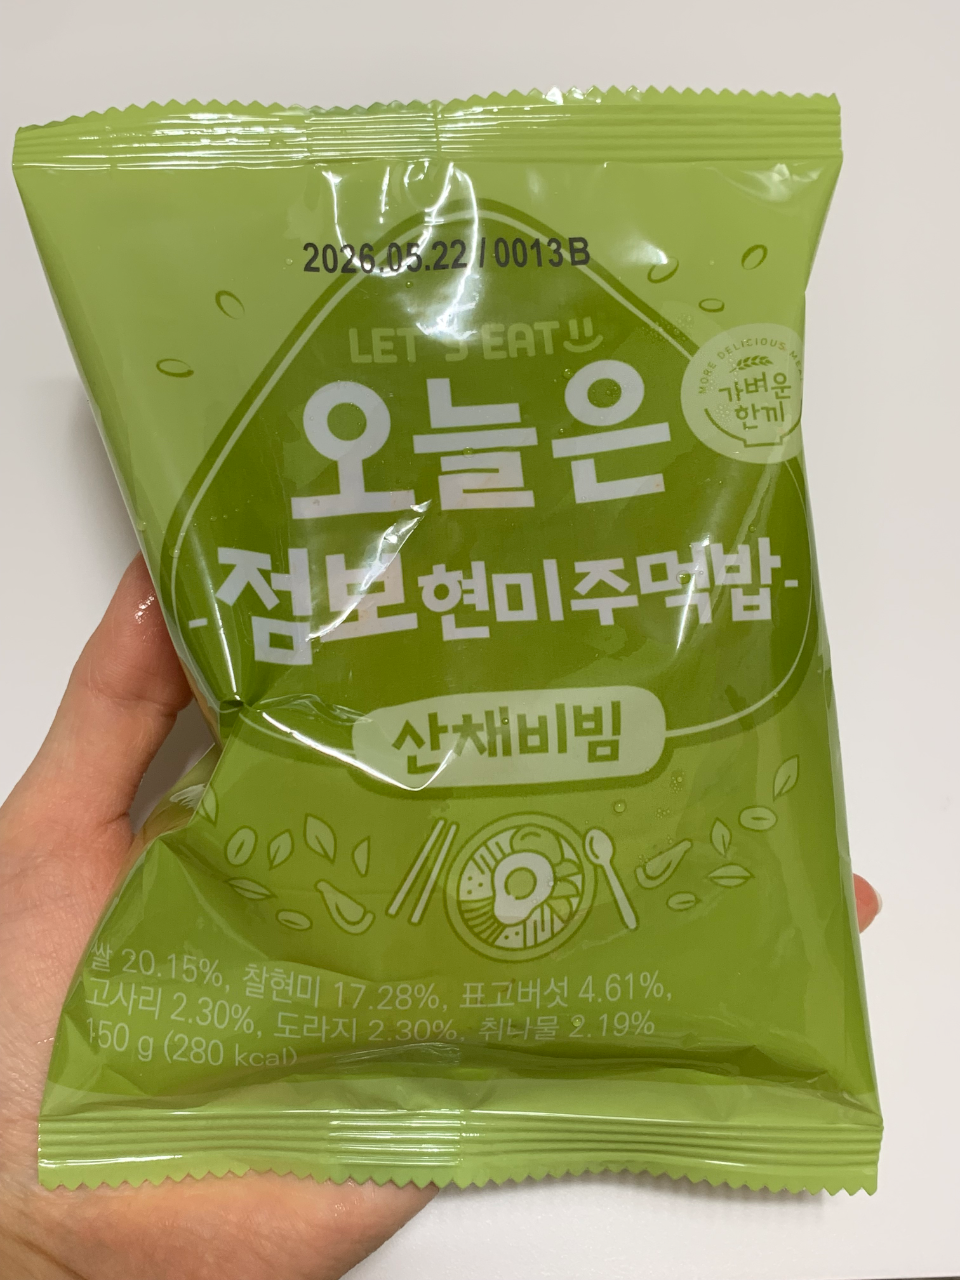 2026.05.22 / 0013B
LET'S EAT
오늘은
MORE DELICIOUS
가벼운
한끼
- 점보현미주먹밥 -
산채비빔
쌀 20.15%, 찰현미 17.28%, 표고버섯 4.61%,
고사리 2.30%, 도라지 2.30%, 취나물 2.19%
150 g (280 kcal)